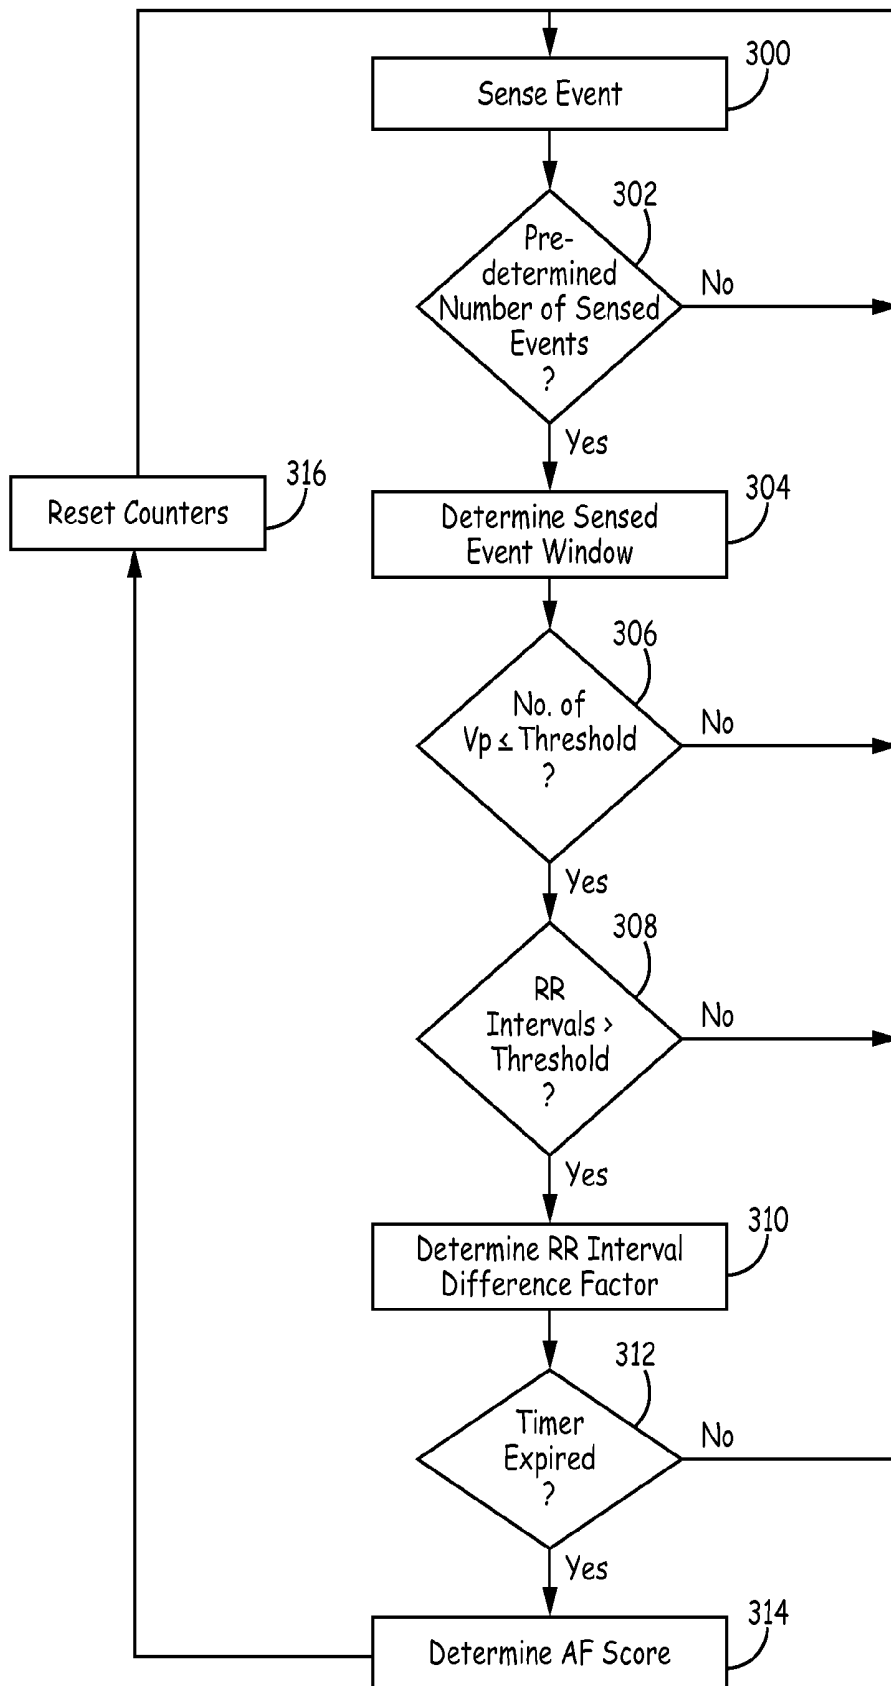 300
Sense Event
302
Pre-
determined
Number of Sensed
Events
?
No
Yes
316
Reset Counters
304
Determine Sensed
Event Window
306
No. of
Vp ≤ Threshold
?
No
Yes
308
RR
Intervals >
Threshold
?
No
Yes
310
Determine RR Interval
Difference Factor
312
Timer
Expired
?
No
Yes
314
Determine AF Score